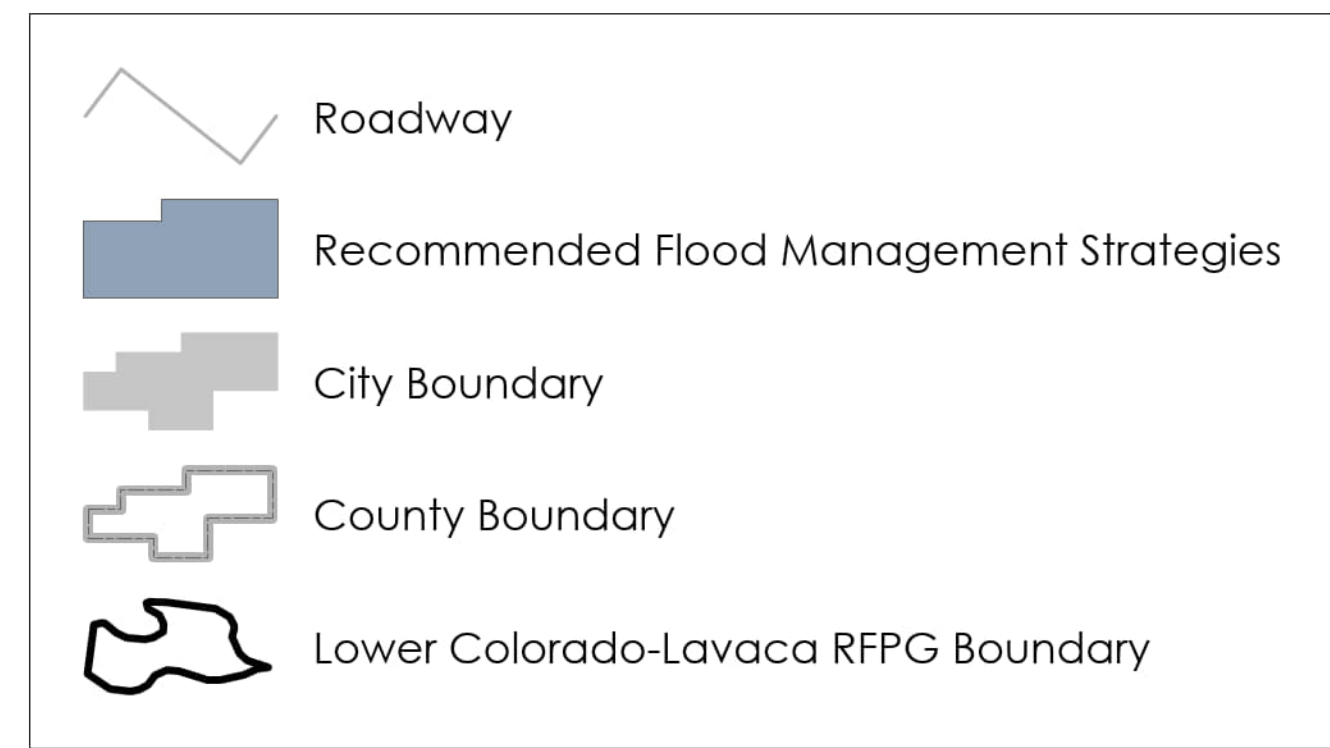 Roadway
Recommended Flood Management Strategies
City Boundary
County Boundary
Lower Colorado-Lavaca RFPG Boundary